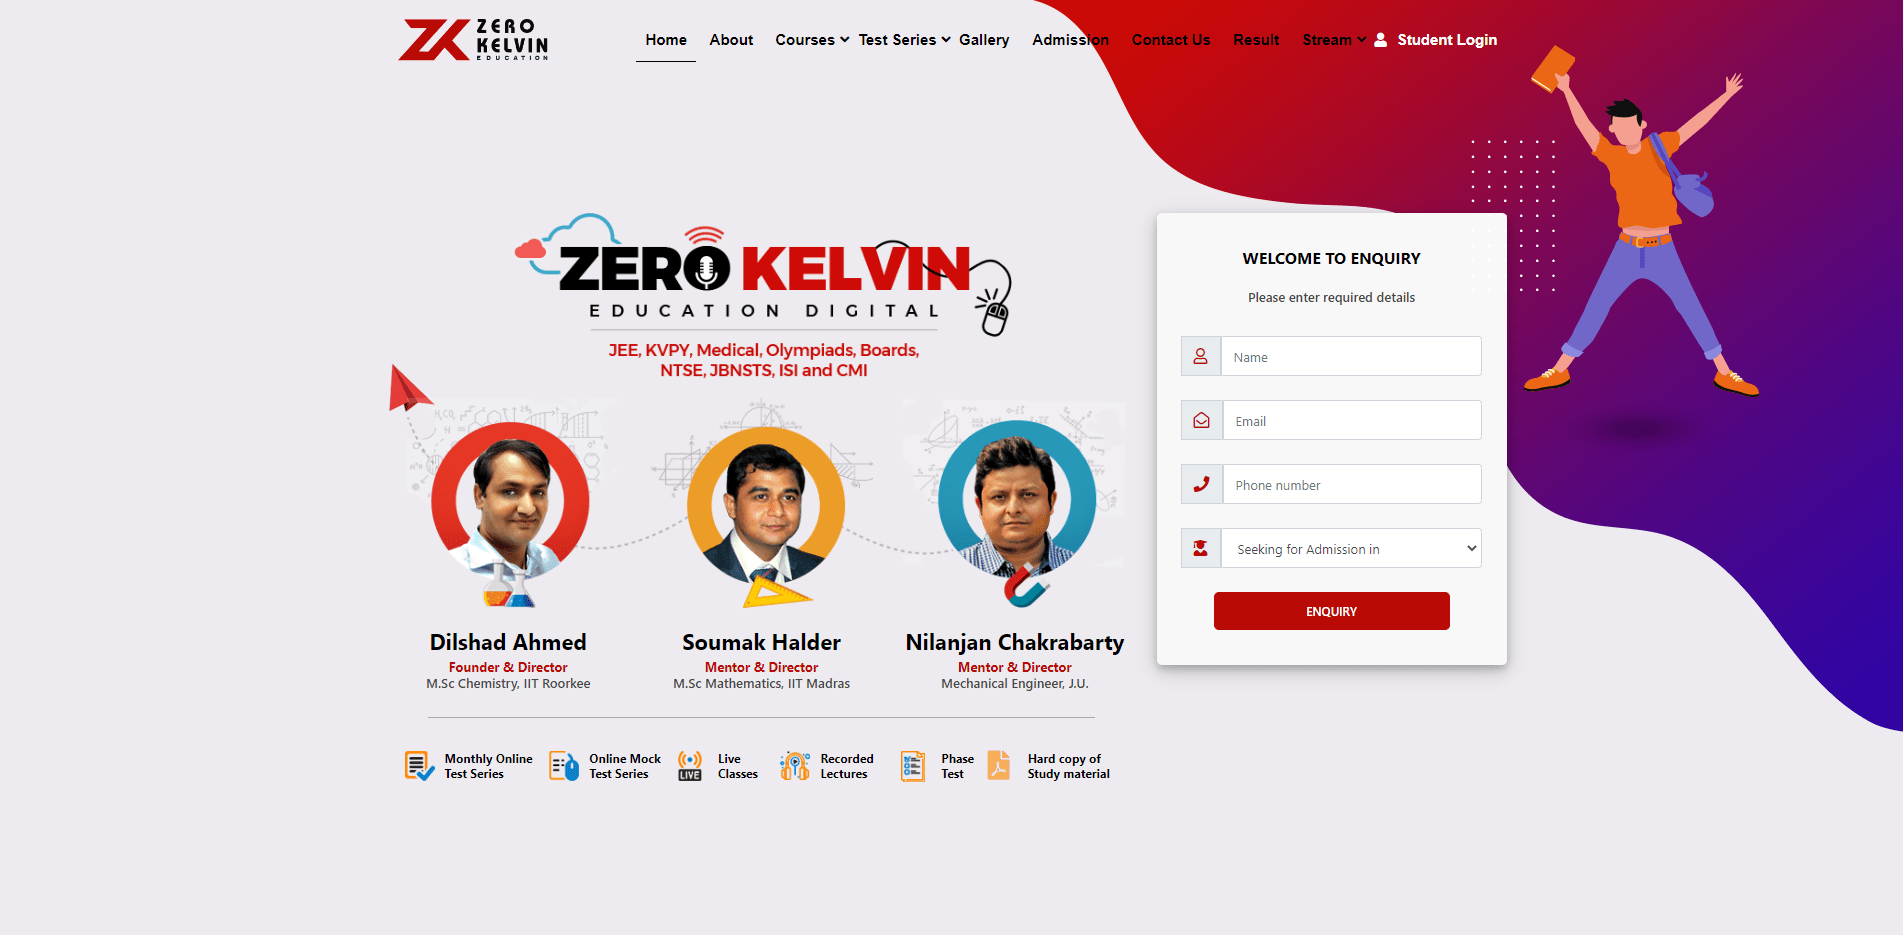 ZERO
KELVIN
EDUCATION
Home About Courses Test Series Gallery Admission Contact Us Result Stream Student Login
ZERO KELVIN
EDUCATION DIGITAL
JEE, KVPY, Medical, Olympiads, Boards,
NTSE, JBNSTS, ISI and CMI
Dilshad Ahmed
Founder & Director
M.Sc Chemistry, IIT Roorkee
Soumak Halder
Mentor & Director
M.Sc Mathematics, IIT Madras
Nilanjan Chakrabarty
Mentor & Director
Mechanical Engineer, J.U.
Monthly Online
Test Series
Online Mock
Test Series
LIVE
Live
Classes
Recorded
Lectures
Phase
Test
Hard copy of
Study material
WELCOME TO ENQUIRY
Please enter required details
Name
Email
Phone number
Seeking for Admission in
ENQUIRY